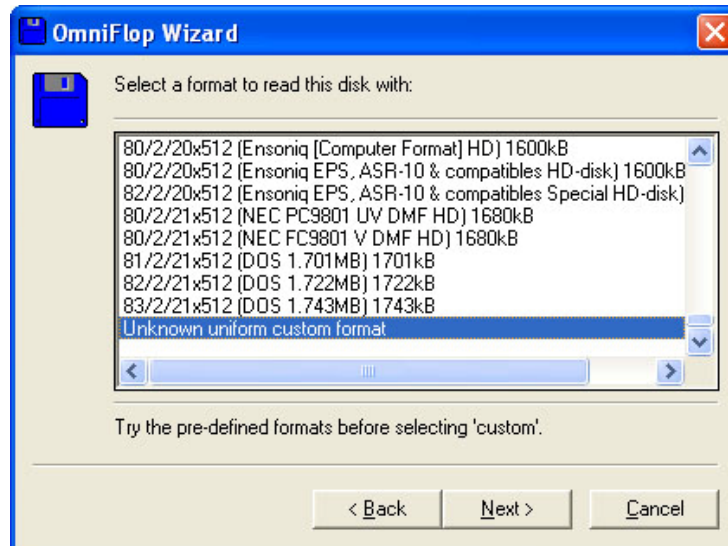 OmniFlop Wizard
Select a format to read this disk with:
80/2/20x512 (Ensoniq [Computer Format] HD) 1600kB
80/2/20x512 (Ensoniq EPS, ASR-10 & compatibles HD-disk) 1600kB
82/2/20x512 (Ensoniq EPS, ASR-10 & compatibles Special HD-disk)
80/2/21x512 (NEC PC9801 UV DMF HD) 1680kB
80/2/21x512 (NEC FC9801 V DMF HD) 1680kB
81/2/21x512 (DOS 1.701MB) 1701kB
82/2/21x512 (DOS 1.722MB) 1722kB
83/2/21x512 (DOS 1.743MB) 1743kB
Unknown uniform custom format
Try the pre-defined formats before selecting 'custom'.
< Back Next > Cancel